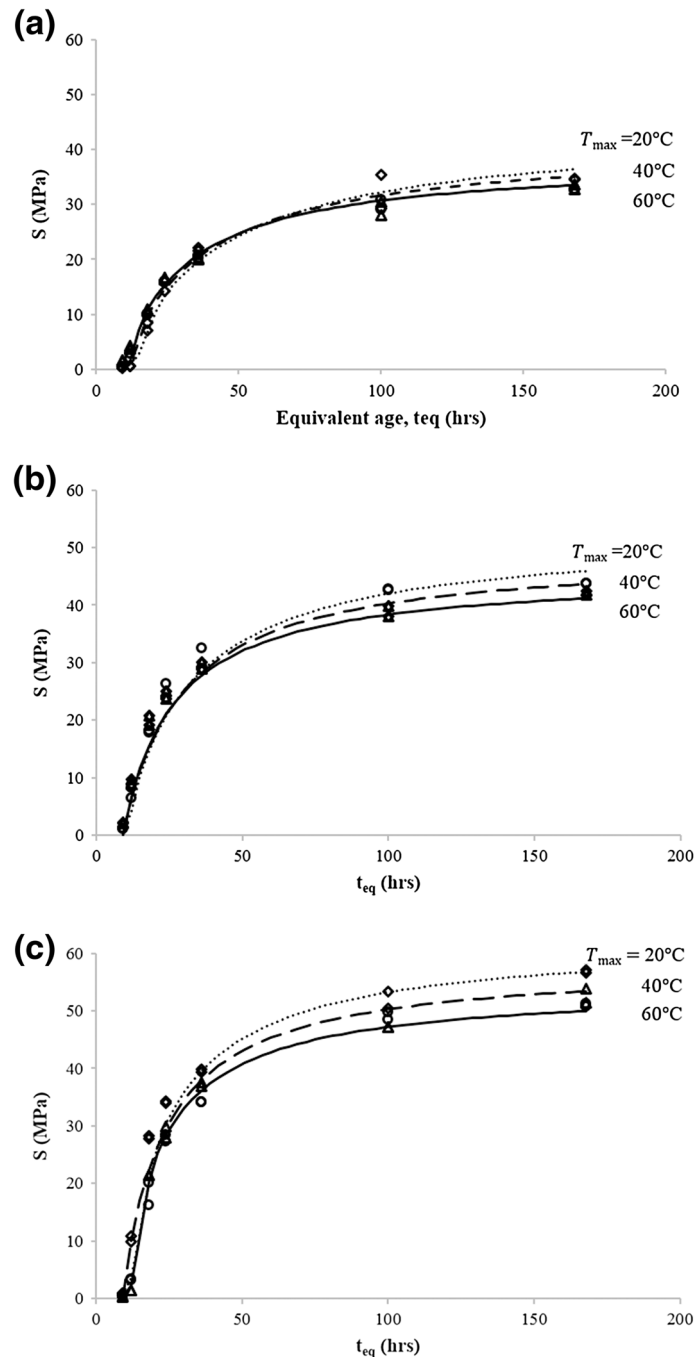 (a)
60
50
40
30
20
10
0
S (MPa)
Tmax =20°C
40°C
60°C
0 50 100 150 200
Equivalent age, teq (hrs)
(b)
60
50
40
30
20
10
0
S (MPa)
Tmax =20°C
40°C
60°C
0 50 100 150 200
teq (hrs)
(c)
60
50
40
30
20
10
0
S (MPa)
Tmax = 20°C
40°C
60°C
0 50 100 150 200
teq (hrs)